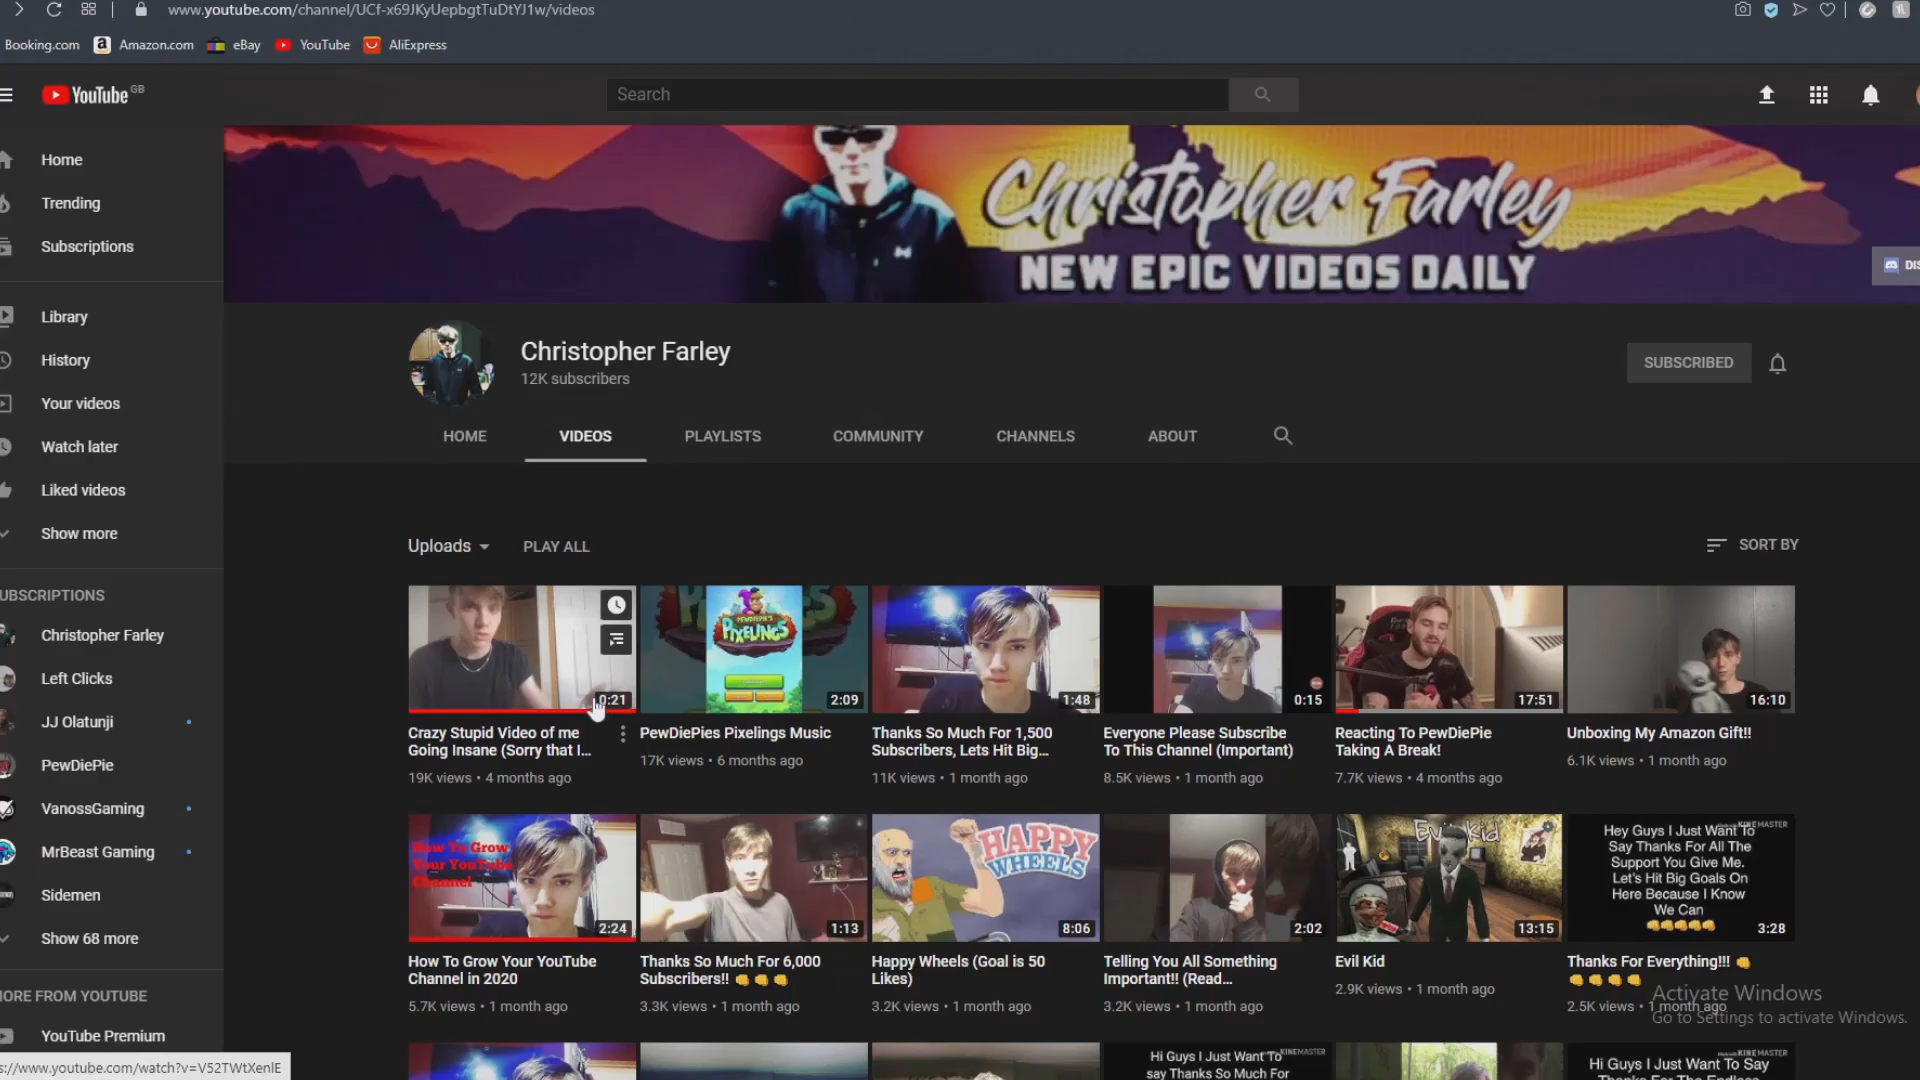 www.youtube.com/channel/UCf-x69JKyUepbgtTuDtYJ1w/videos
Booking.com
Amazon.com
eBay
YouTube
AliExpress
YouTube GB
Search
Home
Trending
Subscriptions
Christopher Farley
NEW EPIC VIDEOS DAILY
DIS
Library
History
Your videos
Watch later
Liked videos
Show more
Christopher Farley
12K subscribers
SUBSCRIBED
HOME
VIDEOS
PLAYLISTS
COMMUNITY
CHANNELS
ABOUT
UBSCRIPTIONS
Christopher Farley
Left Clicks
JJ Olatunji
PewDiePie
VanossGaming
MrBeast Gaming
Sidemen
Show 68 more
ORE FROM YOUTUBE
YouTube Premium
Uploads
PLAY ALL
SORT BY
0:21
Crazy Stupid Video of me
Going Insane (Sorry that I...
19K views • 4 months ago
PEWDIEPIE'S
PIXELINGS
2:09
PewDiePies Pixelings Music
17K views • 6 months ago
1:48
Thanks So Much For 1,500
Subscribers, Lets Hit Big...
11K views • 1 month ago
0:15
Everyone Please Subscribe
To This Channel (Important)
8.5K views • 1 month ago
17:51
Reacting To PewDiePie
Taking A Break!
7.7K views • 4 months ago
16:10
Unboxing My Amazon Gift!!
6.1K views • 1 month ago
How To Grow
Your YouTube
Channel
2:24
How To Grow Your YouTube
Channel in 2020
5.7K views • 1 month ago
1:13
Thanks So Much For 6,000
Subscribers!! 👊👊👊
3.3K views • 1 month ago
HAPPY
WHEELS
8:06
Happy Wheels (Goal is 50
Likes)
3.2K views • 1 month ago
2:02
Telling You All Something
Important!! (Read...
3.2K views • 1 month ago
Evil Kid
13:15
Evil Kid
2.9K views • 1 month ago
KINEMASTER
Hey Guys I Just Want To
Say Thanks For All The
Support You Give Me.
Let's Hit Big Goals On
Here Because I Know
We Can
👊👊👊👊👊
3:28
Thanks For Everything!!! 👊
👊👊👊👊
2.5K views • 1 month ago
Activate Windows
Go to Settings to activate Windows.
KINEMASTER
Hi Guys I Just Want To
say Thanks So Much For
KINEMASTER
Hi Guys I Just Want To Say
s://www.youtube.com/watch?v=V52TWtXenlE